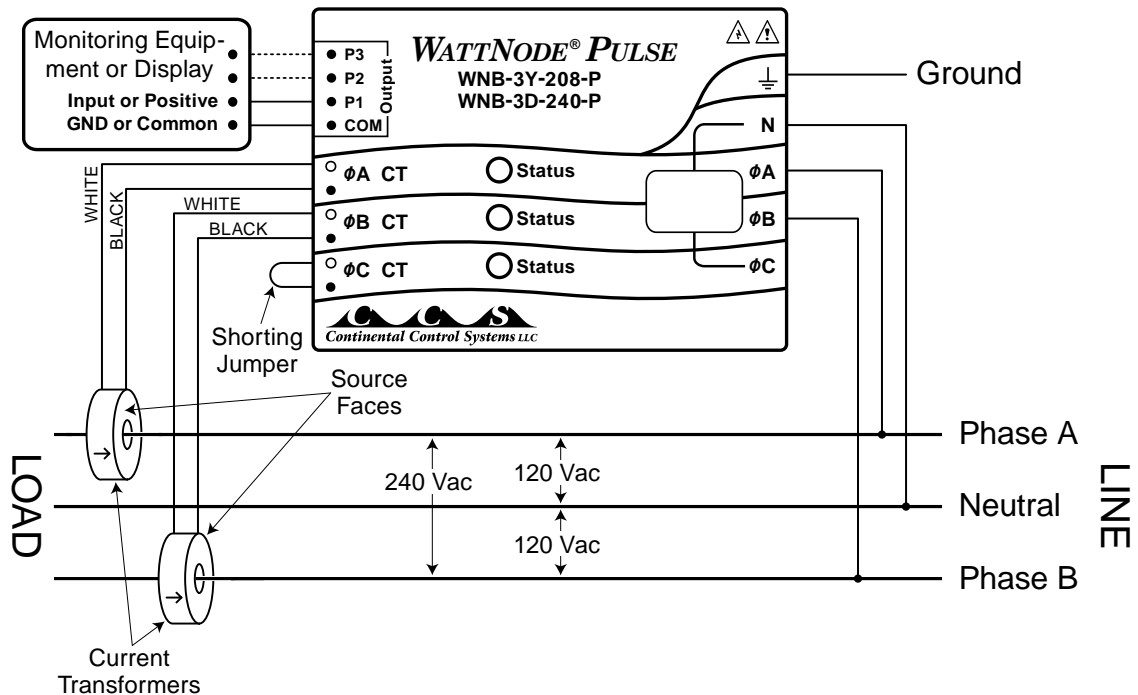 Monitoring Equip-
ment or Display
Input or Positive
GND or Common
P3
P2
P1
COM
Output
WATTNODE® PULSE
WNB-3Y-208-P
WNB-3D-240-P
Ground
N
ϕA CT
Status
ϕA
ϕB CT
Status
ϕB
ϕC CT
Status
ϕC
CCS
Continental Control Systems LLC
WHITE
BLACK
WHITE
BLACK
Shorting
Jumper
Source
Faces
LOAD
LINE
Phase A
240 Vac
120 Vac
Neutral
120 Vac
Phase B
Current
Transformers